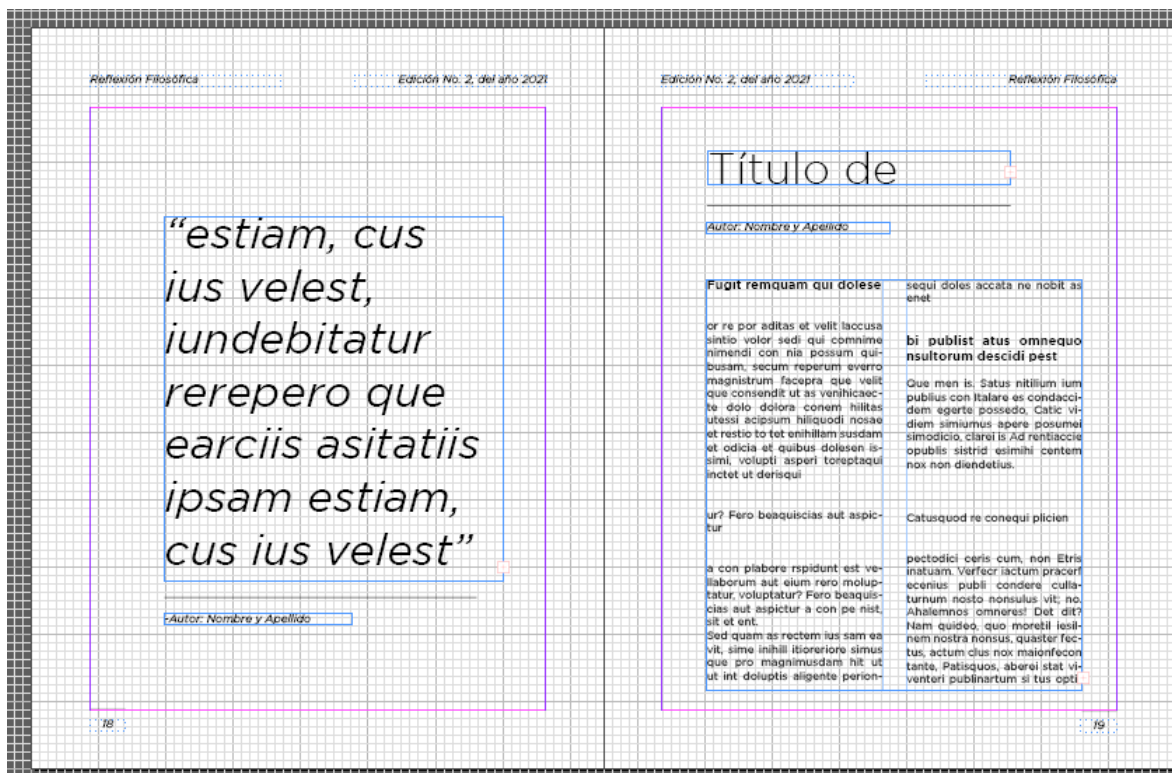 Reflexión Filosófica
Edición No. 2, del año 2021
“estiam, cus
ius velest,
iundebitatur
rerepero que
earciis asitatiis
ipsam estiam,
cus ius velest”
-Autor: Nombre y Apellido
18
Edición No. 2, del año 2021
Reflexión Filosófica
Título de
Autor: Nombre y Apellido
Fugit remquam qui dolese
or re por aditas et velit laccusa
sintio volor sedi qui comnime
nimendi con nia possum qui-
busam, secum reperum everro
magnistrum facepra que velit
que consendit ut as venihicaec-
te dolo dolora conem hilitas
utessi acipsum hiliquodi nosae
et restio to tet enihillam susdam
et odicia et quibus dolesen is-
simi, volupti asperi toreptaqui
inctet ut derisqui
ur? Fero beaquiscias aut aspic-
tur
a con plabore rspidunt est ve-
llaborum aut eium rero molup-
tatur, voluptatur? Fero beaquis-
cias aut aspictur a con pe nist,
sit et ent.
Sed quam as rectem ius sam ea
vit, sime inihill itioreriore simus
que pro magnimusdam hit ut
ut int doluptis aligente perion-
sequi doles accata ne nobit as
enet
bi publist atus omnequo
nsultorum descidi pest
Que men is. Satus nitilium ium
publius con Italare es condacci-
dem egerte possedo, Catic vi-
diem simiumus apere posumei
simodicio, clarei is Ad rentiaccie
opublis sistrid esimihi centem
nox non diendetius.
Catusquod re conequi plicien
pectodici ceris cum, non Etris
inatuam. Verfecr iactum pracerf
ecenius publi condere culla-
turnum nosto nonsulus vit; no.
Ahalemnos omneres! Det dit?
Nam quideo, quo moretil iesil-
nem nostra nonsus, quaster fec-
tus, actum clus nox maionfecon
tante, Patisquos, aberei stat vi-
venteri publinartum si tus opti
19